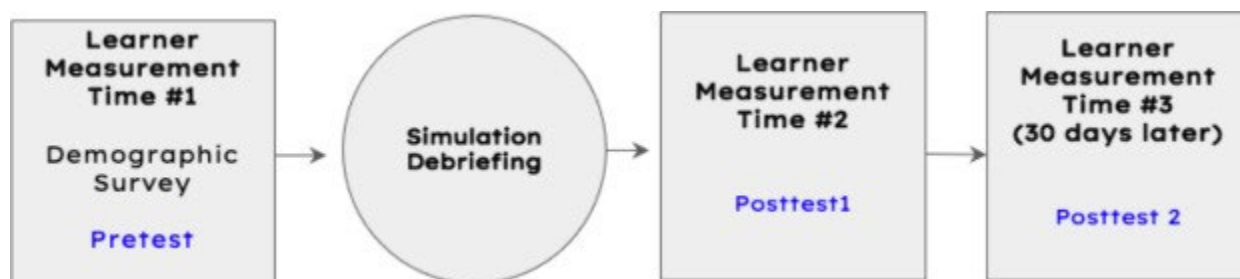 Learner
Measurement
Time #1
Demographic
Survey
Pretest
Simulation
Debriefing
Learner
Measurement
Time #2
Posttest1
Learner
Measurement
Time #3
(30 days later)
Posttest 2